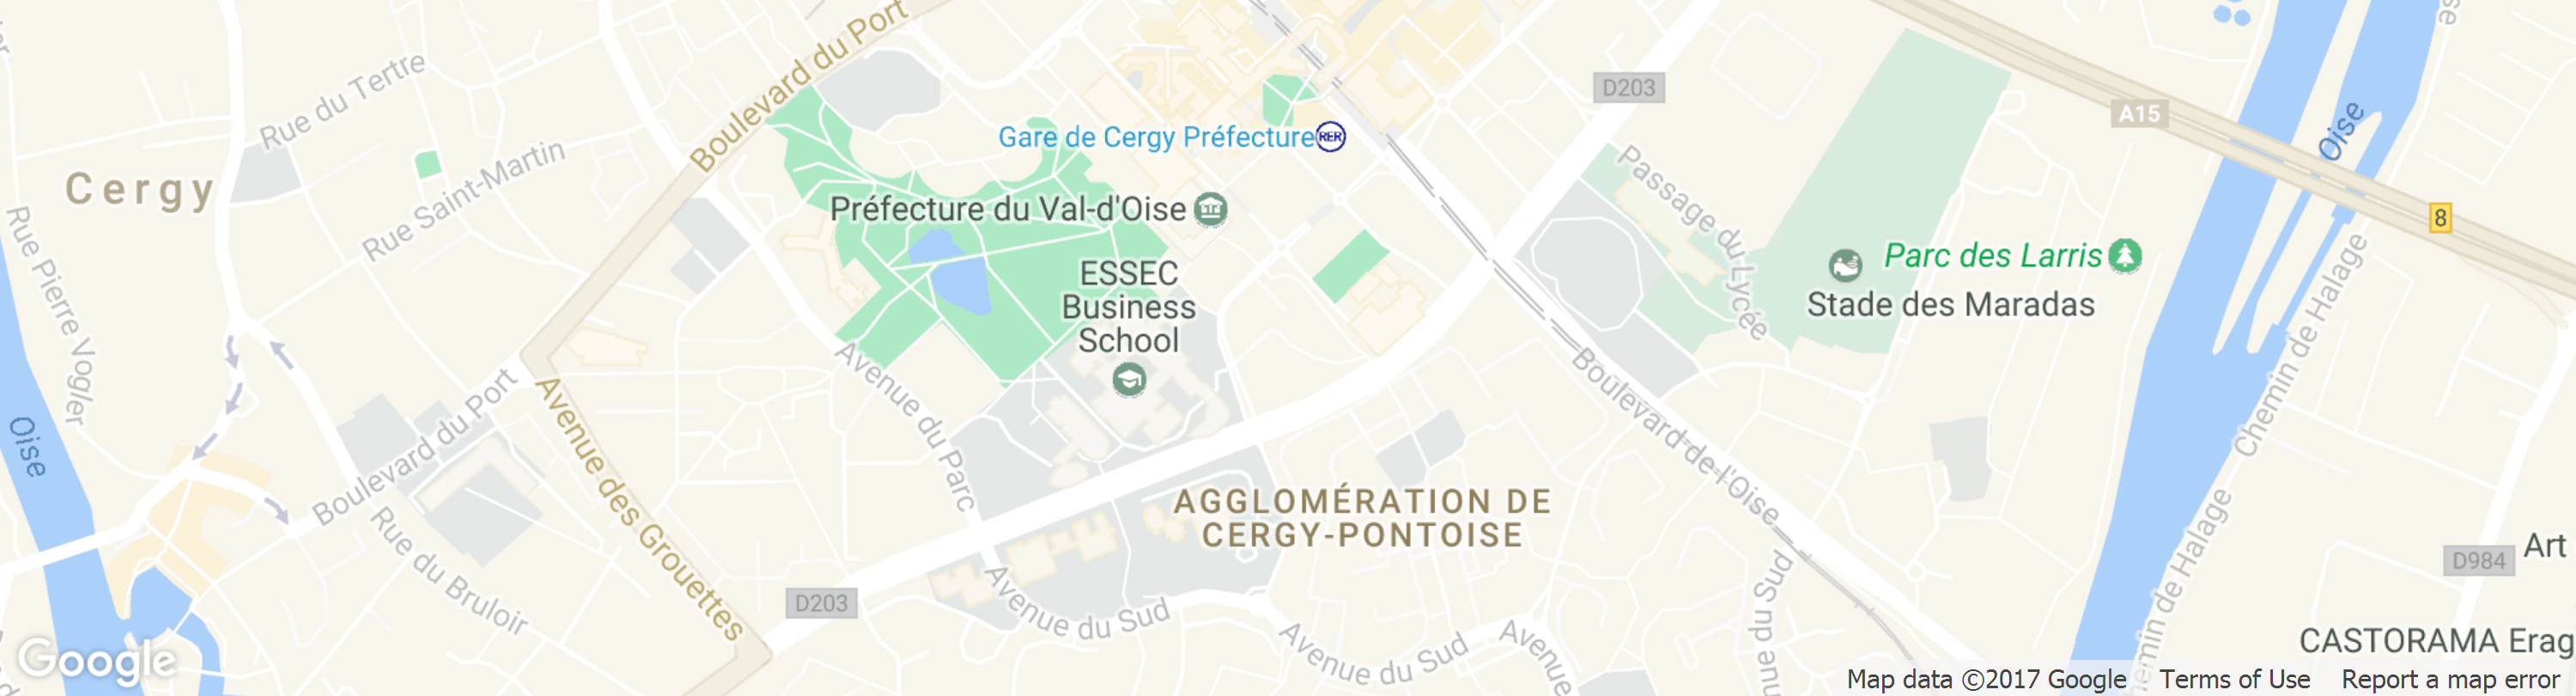 Boulevard du Port
Rue du Tertre
D203
A15
Oise
Gare de Cergy Préfecture
RER
Rue Saint-Martin
Passage du Lycée
Cergy
Préfecture du Val-d'Oise
8
Rue Pierre Vogler
Parc des Larris
ESSEC
Business
School
Stade des Maradas
Chemin de Halage
Avenue du Parc
Boulevard de l'Oise
Boulevard du Port
Avenue des Grouettes
Oise
AGGLOMÉRATION DE
CERGY-PONTOISE
Rue du Bruloir
Art
D984
D203
Avenue du Sud
Avenue du Sud
Avenue
enue du Sud
hemin de Halage
CASTORAMA Erag
Google
Map data ©2017 Google
Terms of Use
Report a map error